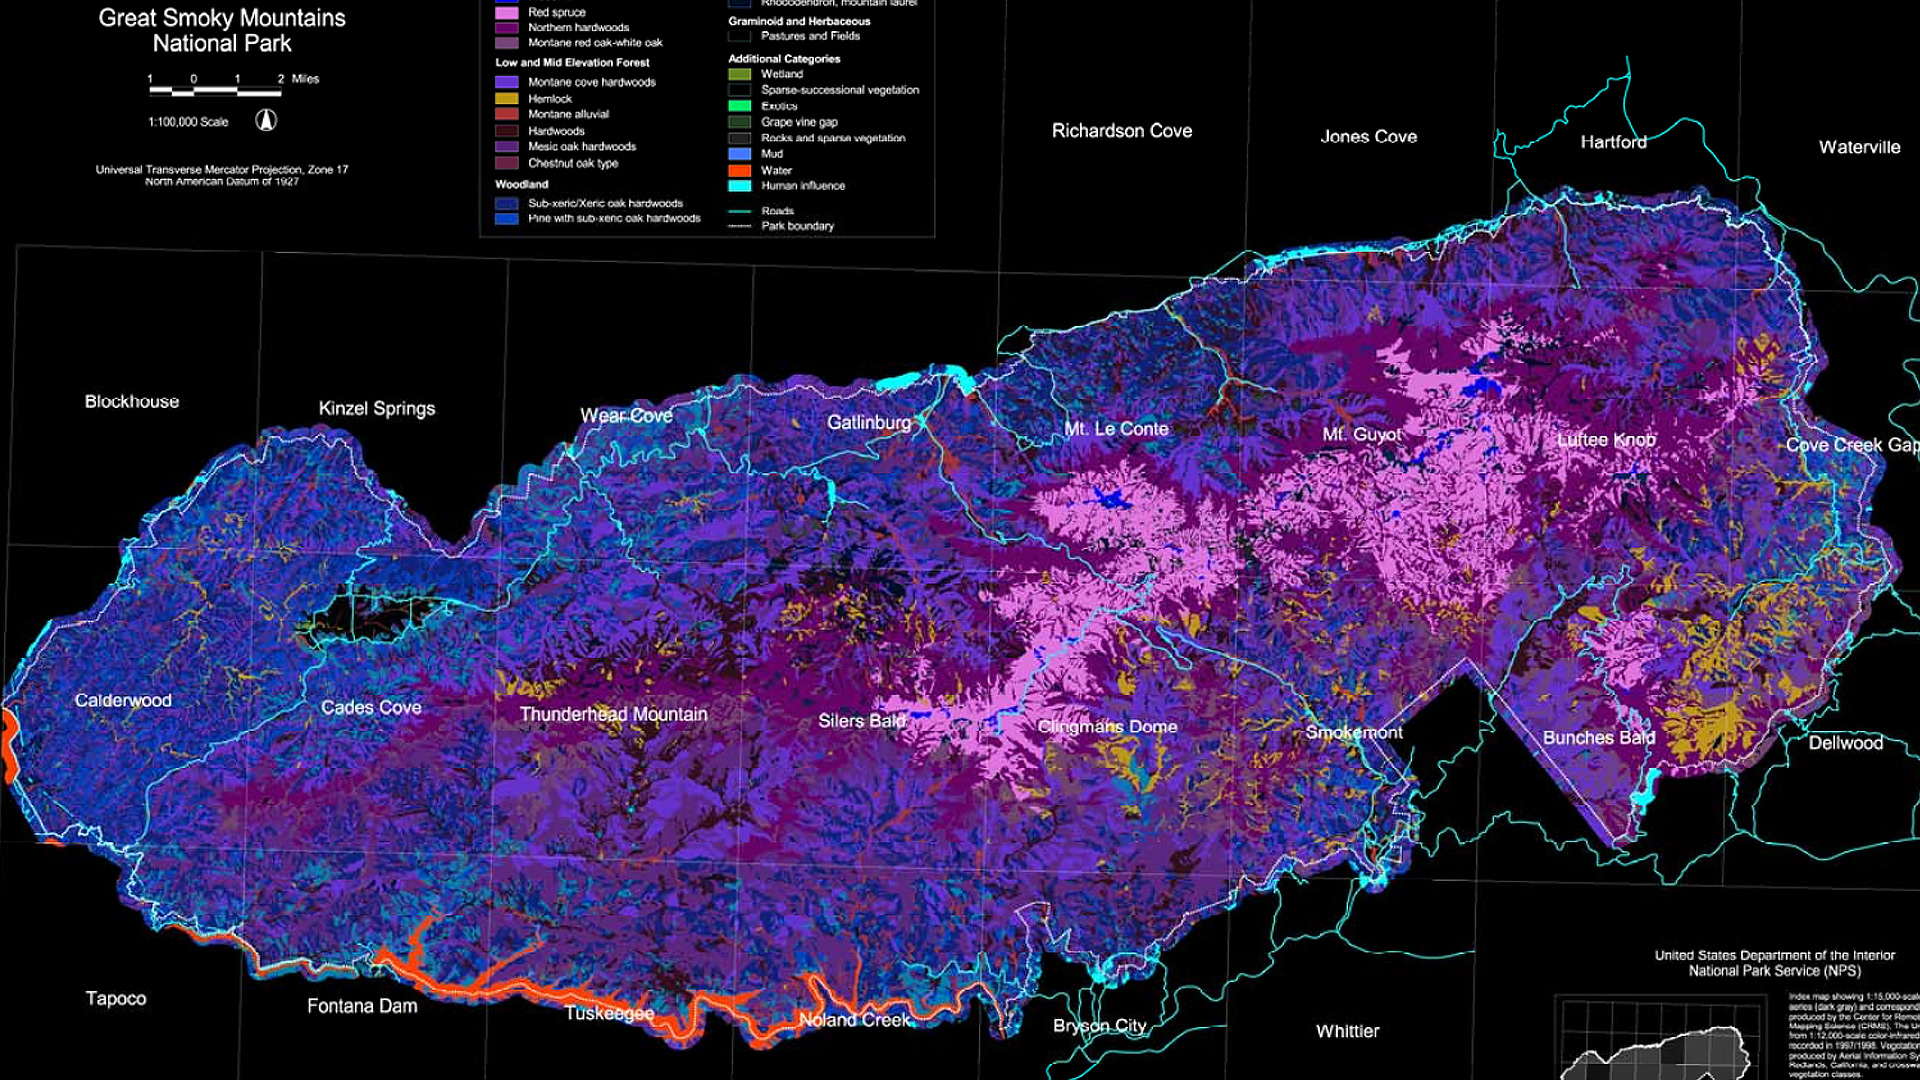 Great Smoky Mountains
National Park
1 0 1 2 Miles
1:100,000 Scale
Universal Transverse Mercator Projection, Zone 17
North American Datum of 1927
Red spruce
Northern hardwoods
Montane red oak-white oak
Low and Mid Elevation Forest
Montane cove hardwoods
Hemlock
Montane alluvial
Hardwoods
Mesic oak hardwoods
Chestnut oak type
Woodland
Sub-xeric/Xeric oak hardwoods
Pine with sub-xeric oak hardwoods
Rhododendron, mountain laurel
Graminoid and Herbaceous
Pastures and Fields
Additional Categories
Wetland
Sparse-successional vegetation
Exotics
Grape vine gap
Rocks and sparse vegetation
Mud
Water
Human influence
Roads
Park boundary
Richardson Cove
Jones Cove
Hartford
Waterville
Blockhouse
Kinzel Springs
Wear Cove
Gatlinburg
Mt. Le Conte
Mt. Guyot
Luftee Knob
Cove Creek Gap
Calderwood
Cades Cove
Thunderhead Mountain
Silers Bald
Clingmans Dome
Smokemont
Bunches Bald
Dellwood
Tapoco
Fontana Dam
Tuskeegee
Noland Creek
Bryson City
Whittier
United States Department of the Interior
National Park Service (NPS)
Index map showing 1:15,000-scale
series (dark gray) and correspond
produced by the Center for Remo
Mapping Science (CRMS), The U
from 1:12,000-scale color-infrared
recorded in 1997/1998. Vegetation
produced by Aerial Information Sy
Redlands, California, and crossw
vegetation classes.